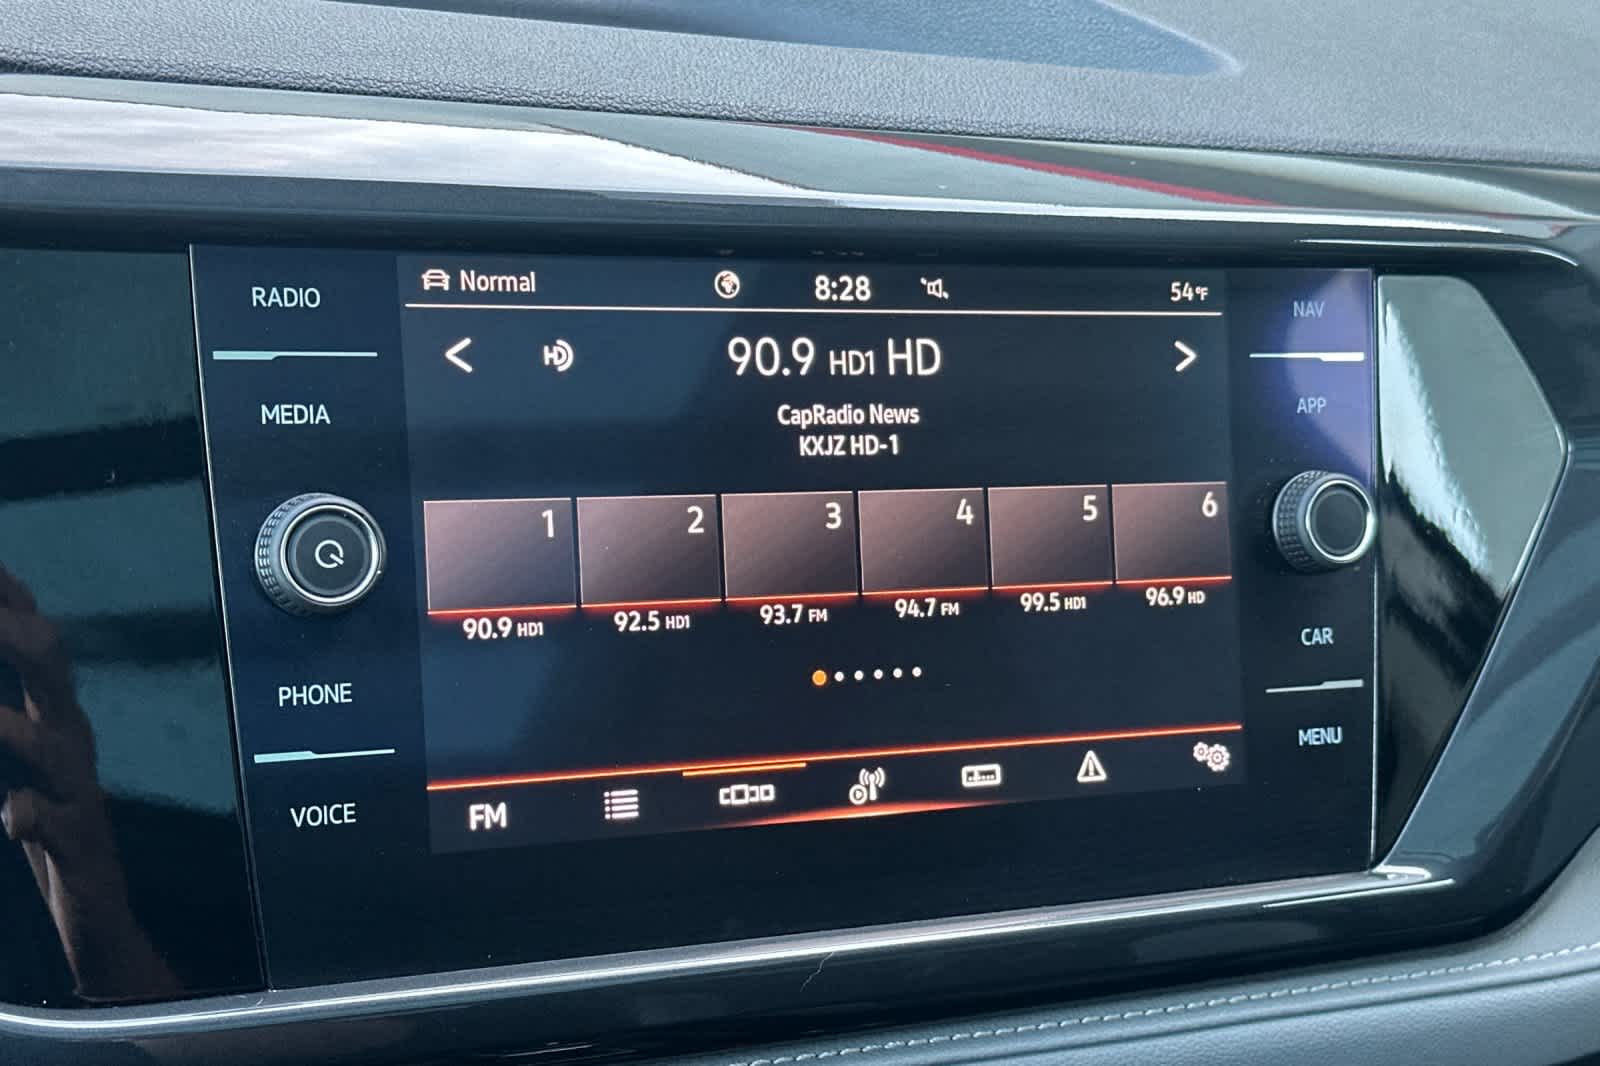 RADIO
MEDIA
PHONE
VOICE
Normal
8:28
54°F
90.9 HD1 HD
HD
CapRadio News
KXJZ HD-1
1
2
3
4
5
6
90.9 HD1
92.5 HD1
93.7 FM
94.7 FM
99.5 HD1
96.9 HD
FM
NAV
APP
CAR
MENU